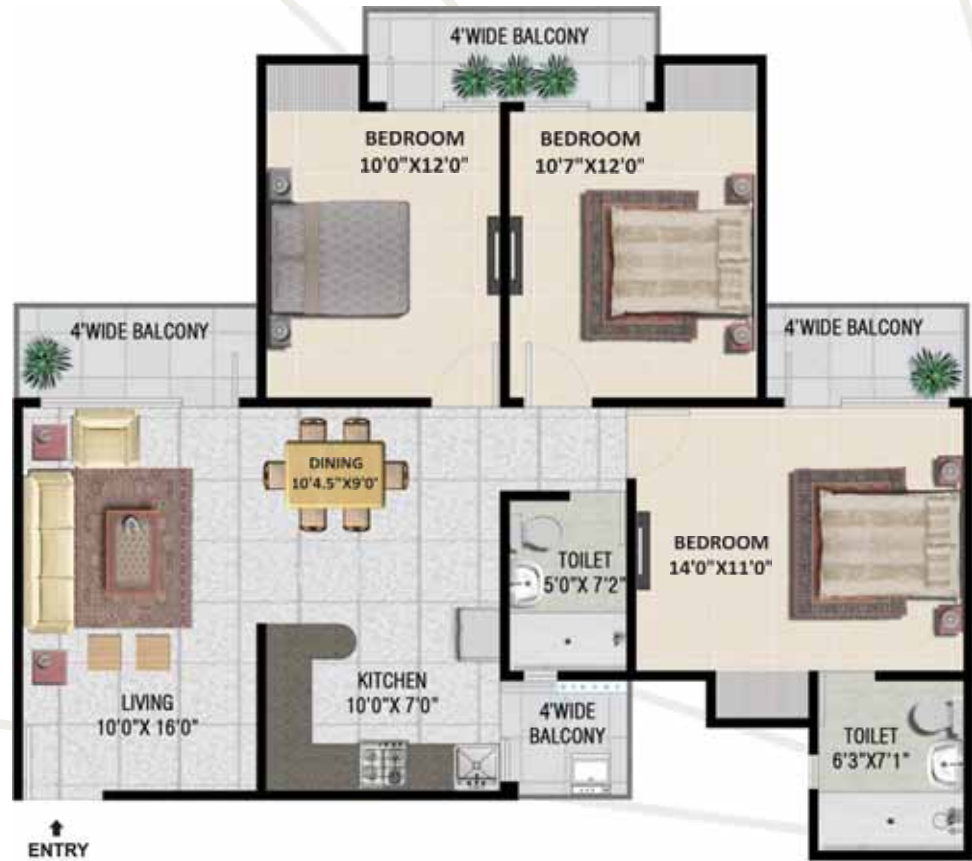 4'WIDE BALCONY
BEDROOM
10'0"X12'0"
BEDROOM
10'7"X12'0"
4'WIDE BALCONY
4'WIDE BALCONY
DINING
10'4.5"X9'0"
TOILET
5'0"X 7'2"
BEDROOM
14'0"X11'0"
LIVING
10'0"X 16'0"
KITCHEN
10'0"X 7'0"
4'WIDE
BALCONY
TOILET
6'3"X7'1"
ENTRY